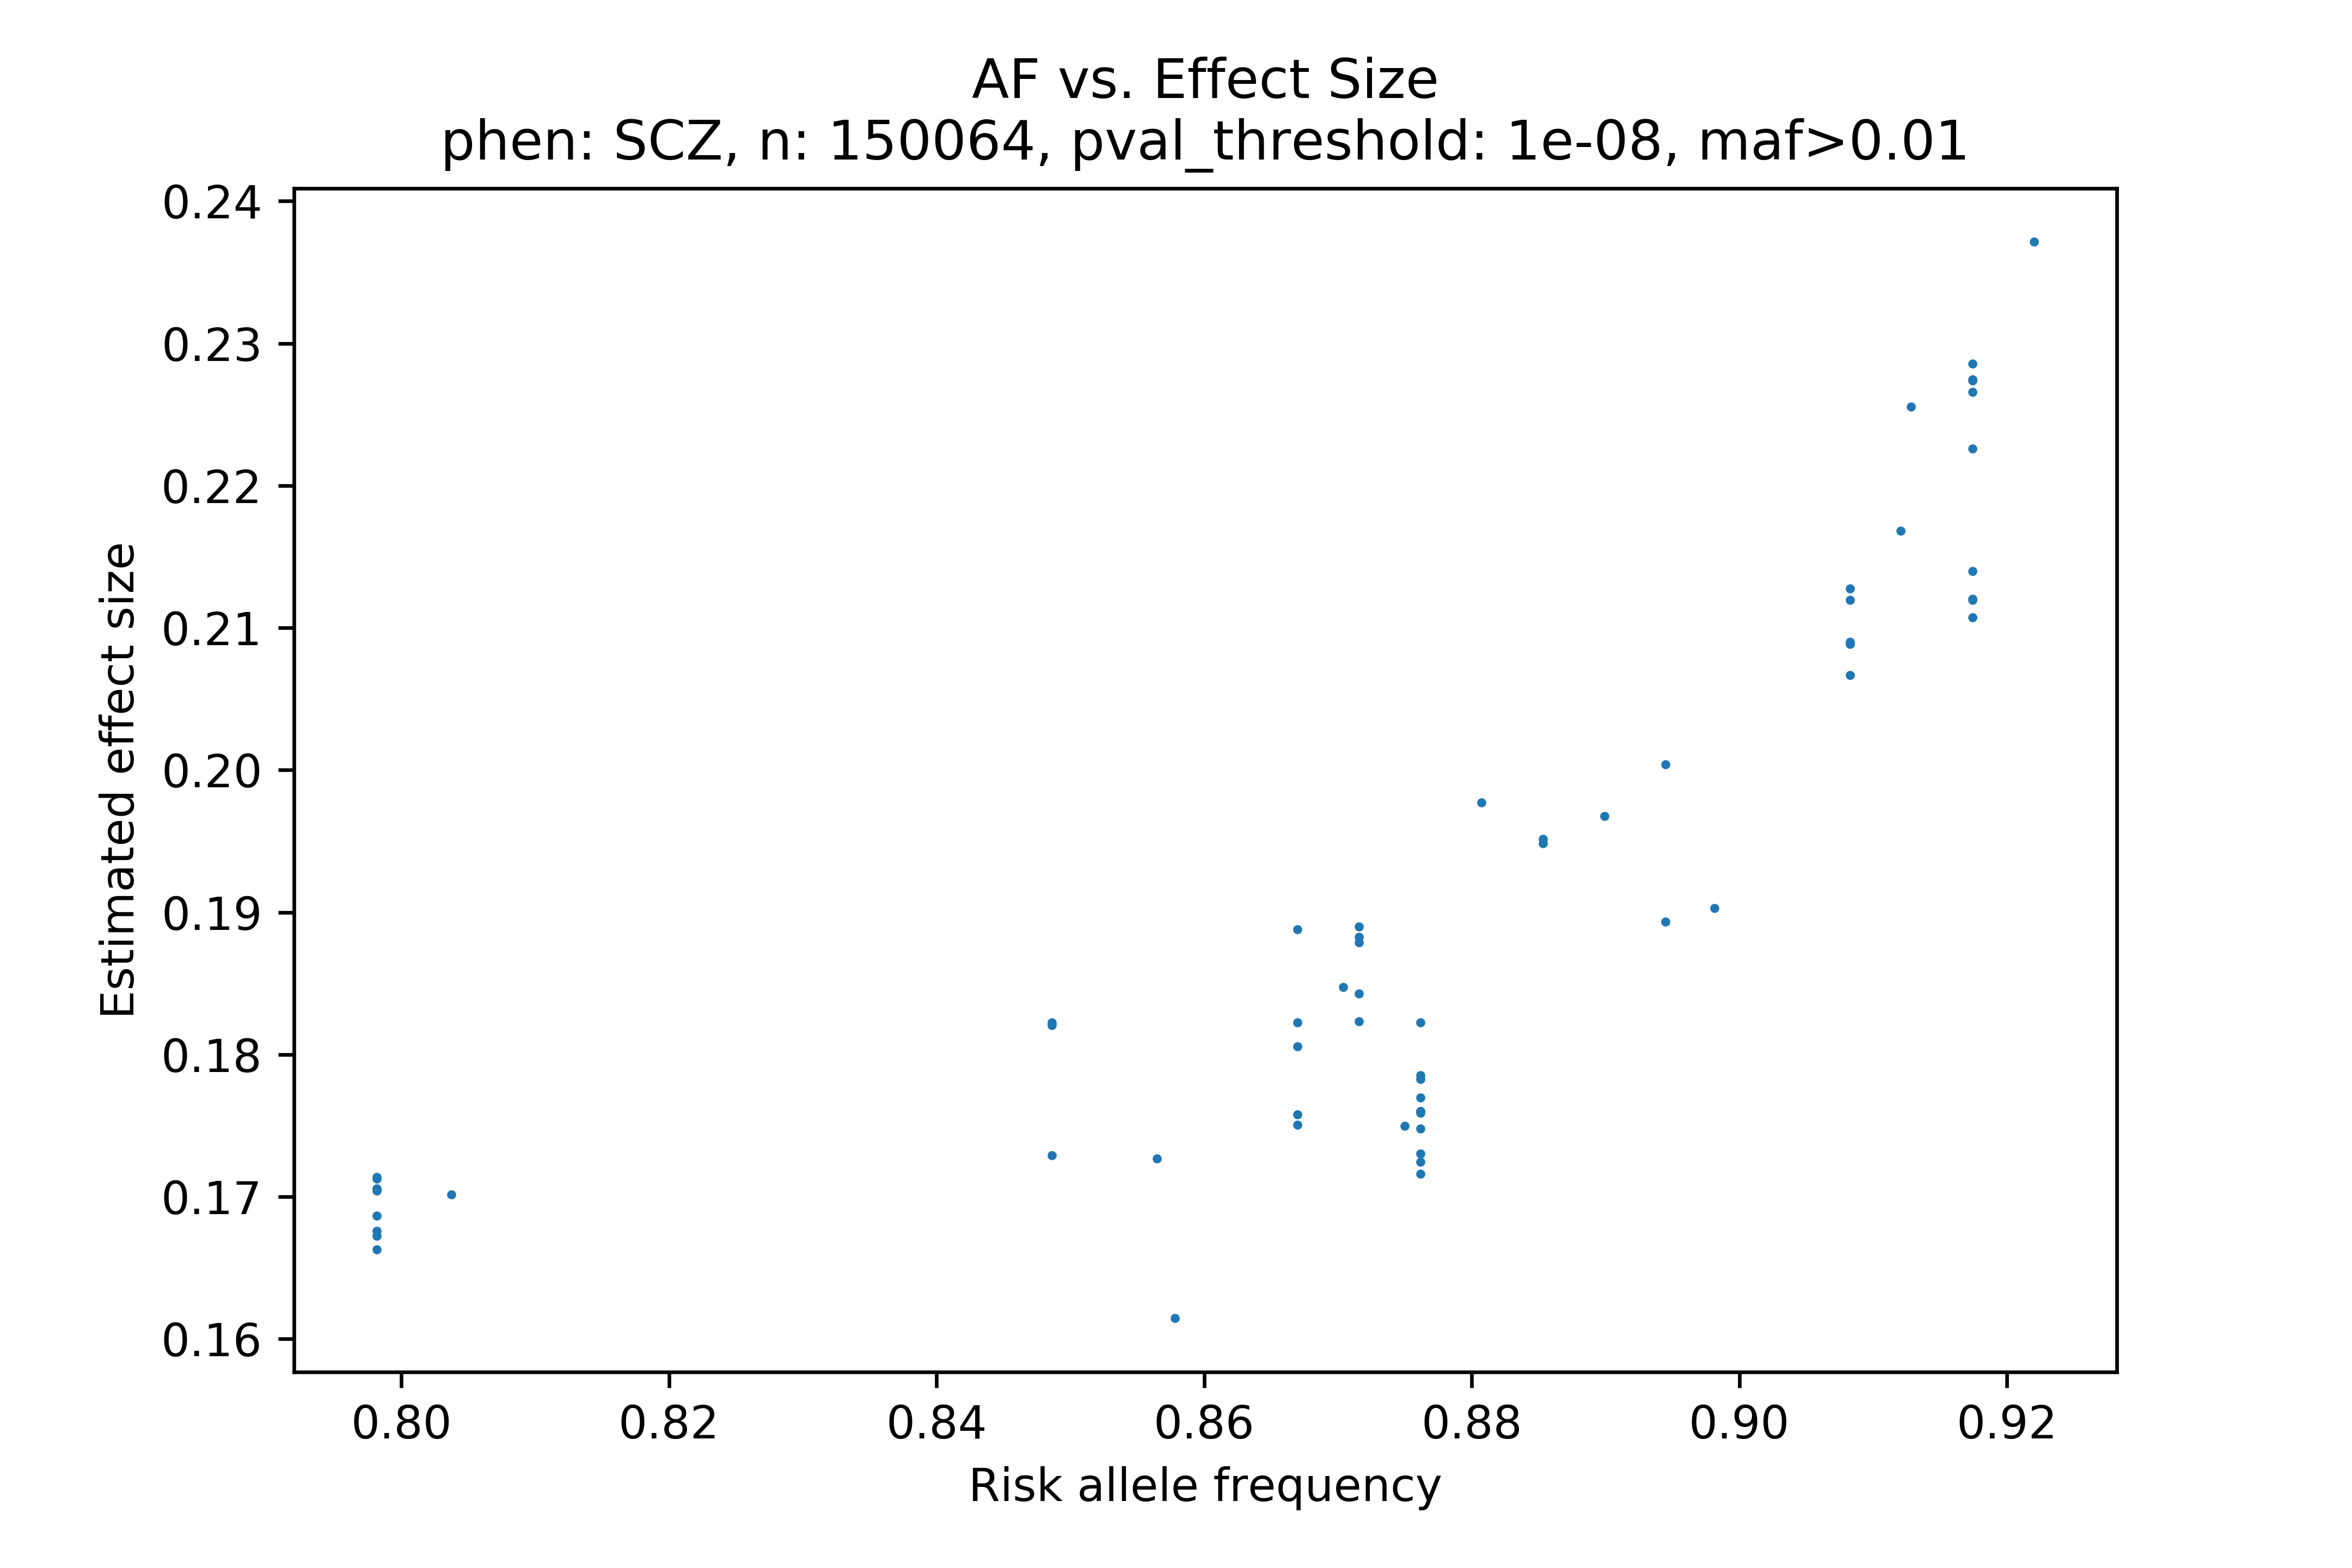 AF vs. Effect Size
phen: SCZ, n: 150064, pval_threshold: 1e-08, maf>0.01
0.24
0.23
0.22
0.21
0.20
0.19
0.18
0.17
0.16
Estimated effect size
0.80 0.82 0.84 0.86 0.88 0.90 0.92
Risk allele frequency